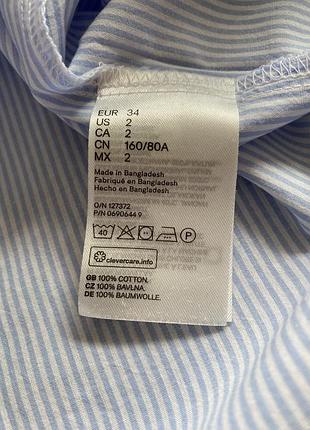 EUR 34
US 2
CA 2
CN 160/80A
MX 2
Made in Bangladesh
Fabriqué en Bangladesh
Hecho en Bangladesh
O/N 127372
P/N 0690644 9
40 P
clevercare.info
GB 100% COTTON.
CZ 100% BAVLNA.
DE 100% BAUMWOLLE.